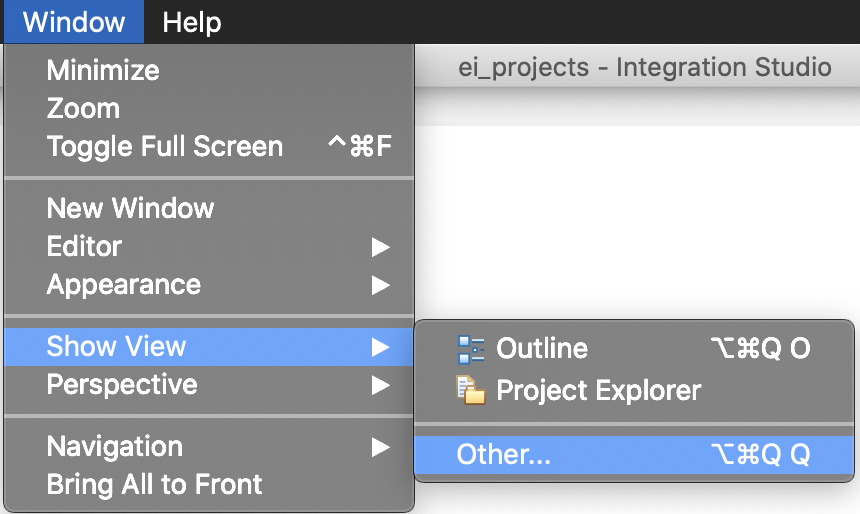 Window Help
ei_projects - Integration Studio
Minimize
Zoom
Toggle Full Screen ^⌘F
New Window
Editor ▶
Appearance ▶
Show View ▶
Perspective ▶
Navigation ▶
Bring All to Front
Outline ⌥⌘Q O
Project Explorer
Other... ⌥⌘Q Q